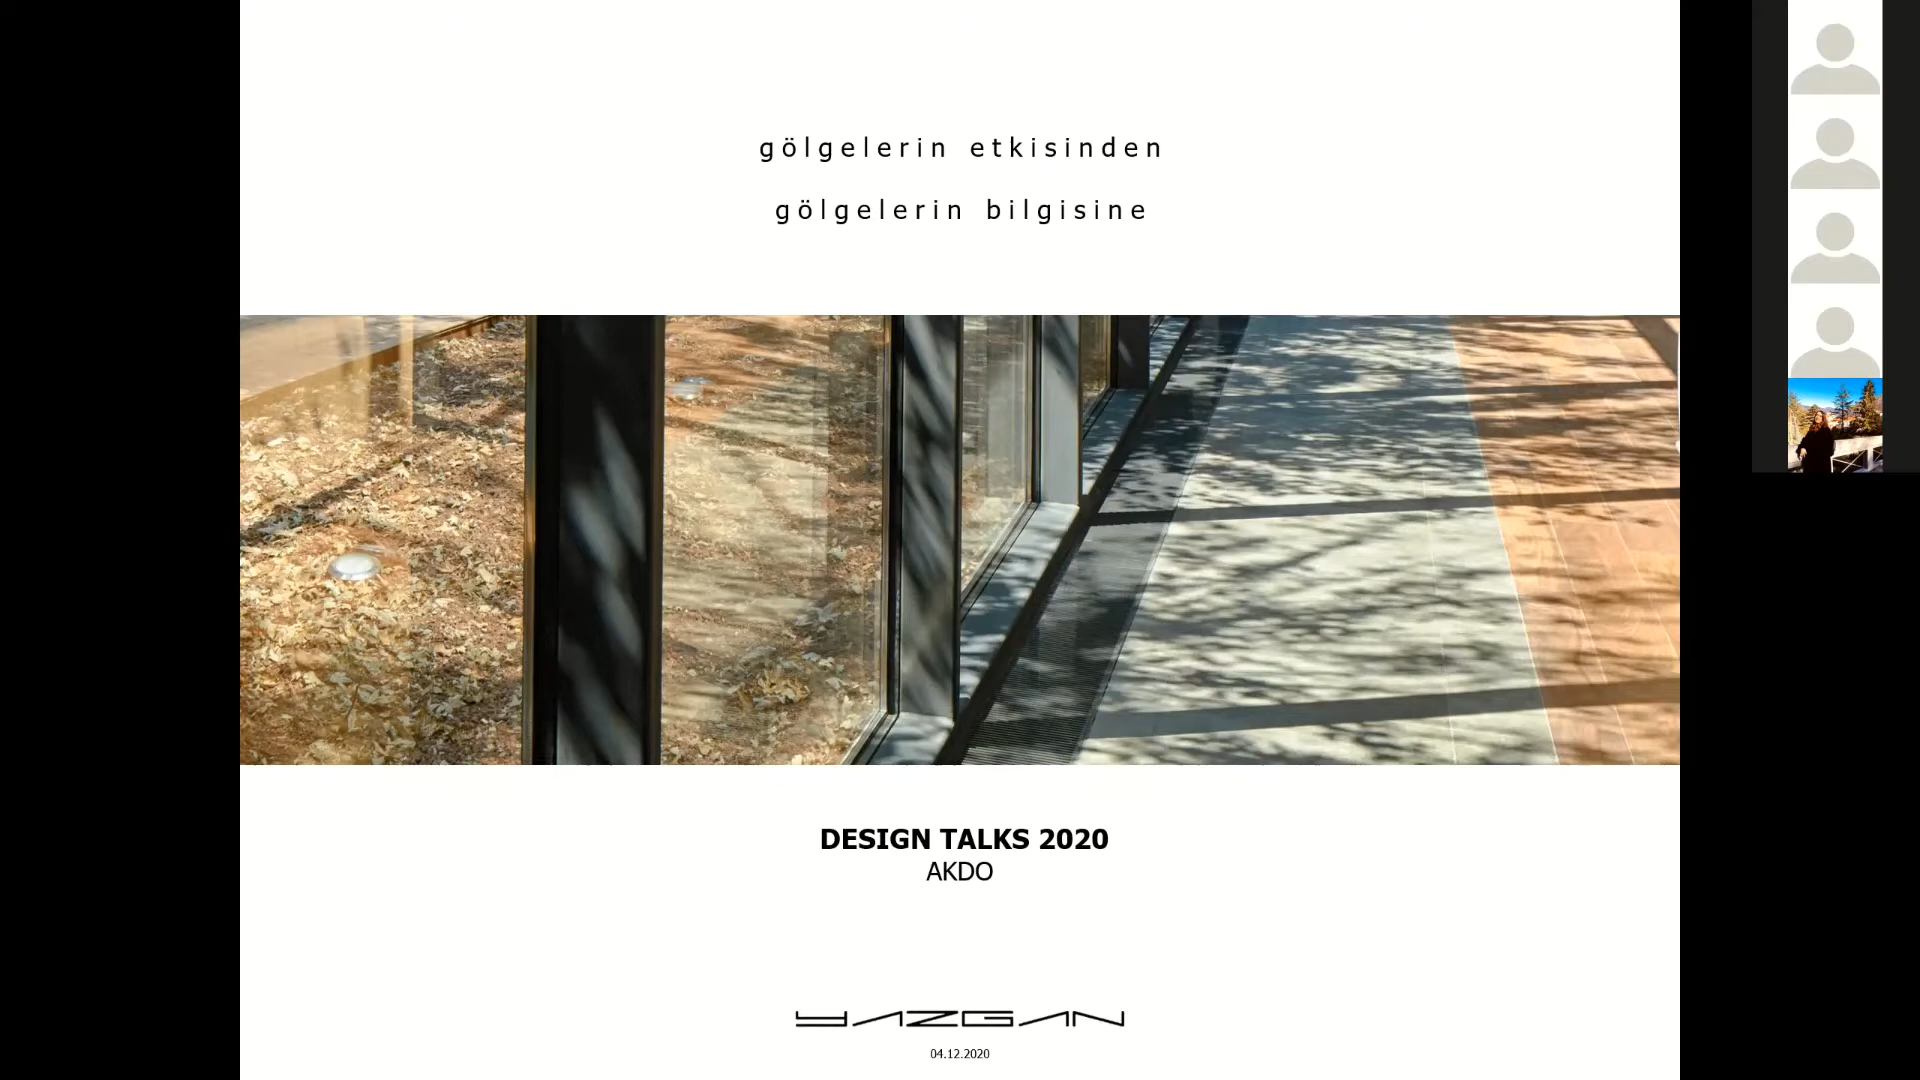 gölgelerin etkisinden
gölgelerin bilgisine
DESIGN TALKS 2020
AKDO
YAZGAN
04.12.2020